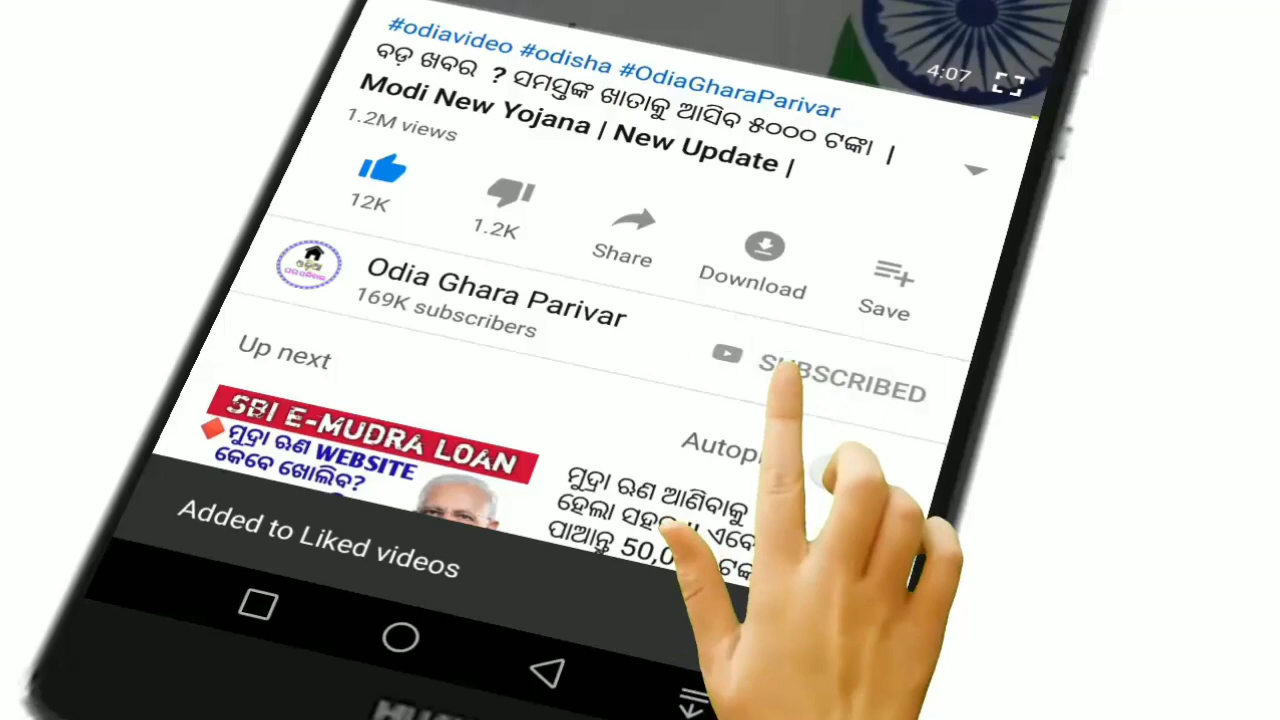 4:07
#odiavideo #odisha #OdiaGharaParivar
ବଡ଼ ଖବର ? ସମସ୍ତଙ୍କ ଖାତାକୁ ଆସିବ ୫୦୦୦ ଟଙ୍କା |
Modi New Yojana | New Update |
1.2M views
12K
1.2K
Share
Download
Save
Odia Ghara Parivar
169K subscribers
SUBSCRIBED
Up next
SBI E-MUDRA LOAN
ମୁଦ୍ରା ଋଣ WEBSITE
କେବେ ଖୋଲିବ?
ମୁଦ୍ରା ଋଣ ଆଣିବାକୁ
ହେଲା
ପାଆନ୍ତୁ
Added to Liked videos